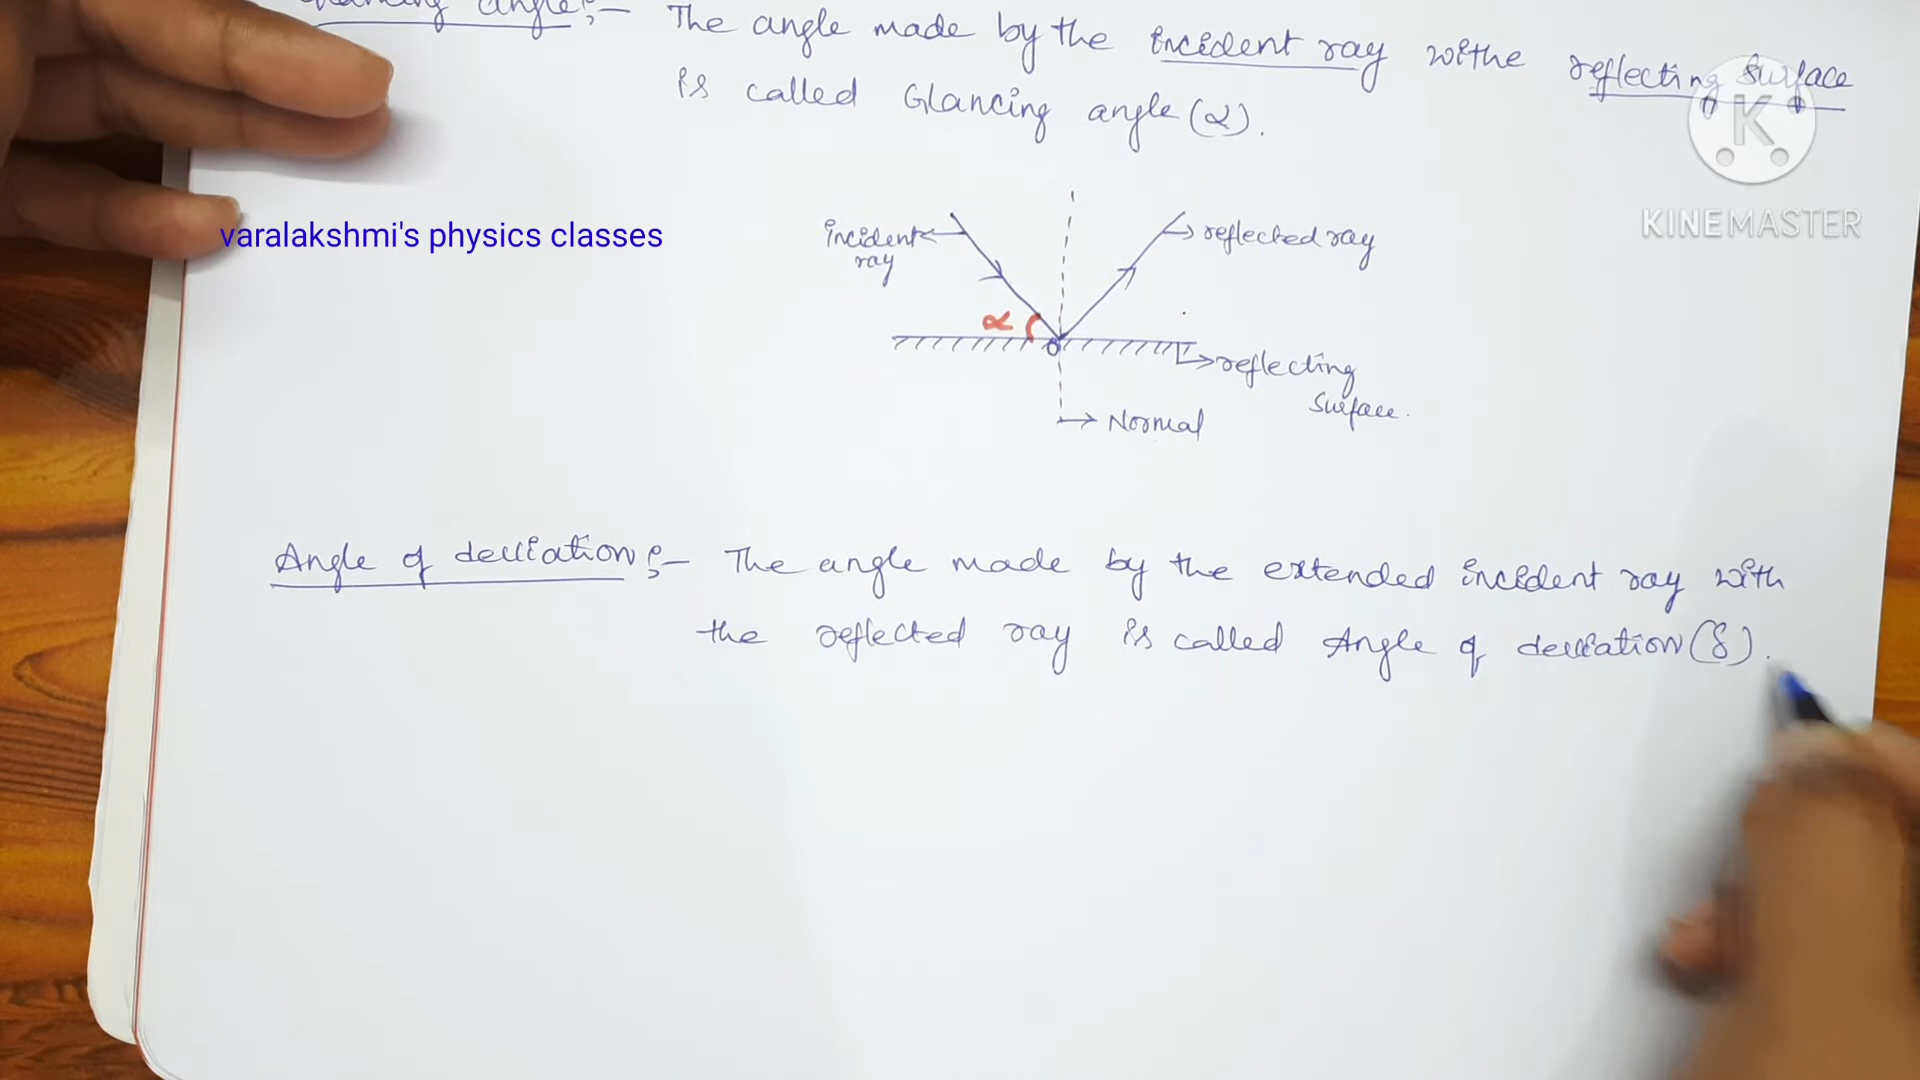 angle:- The angle made by the incident ray withe reflecting surface
is called Glancing angle (α).
K
KINEMASTER
varalakshmi's physics classes
incident
ray
reflected ray
α
O
reflecting
surface.
Normal
Angle of deviation:- The angle made by the extended incident ray with
the reflected ray is called Angle of deviation (δ).